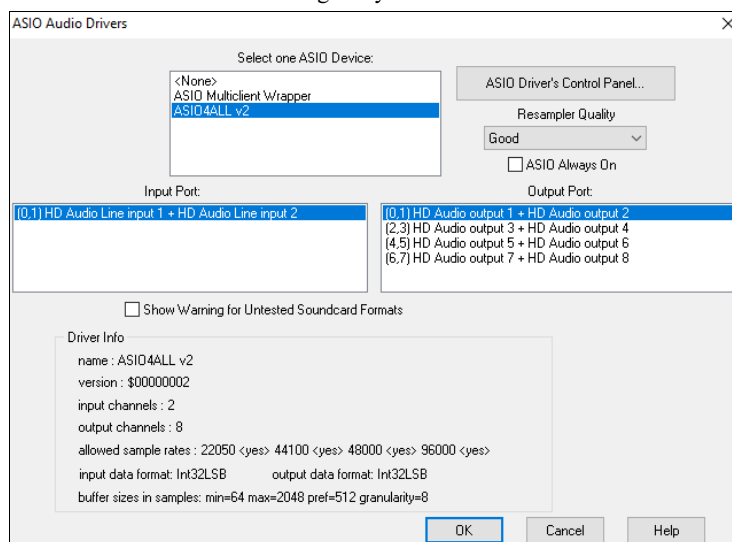 ASIO Audio Drivers
Select one ASIO Device:
<None>
ASIO Multiclient Wrapper
ASIO4ALL v2
ASIO Driver's Control Panel...
Resampler Quality
Good
ASIO Always On
Input Port:
Output Port:
(0,1) HD Audio Line input 1 + HD Audio Line input 2
(0,1) HD Audio output 1 + HD Audio output 2
(2,3) HD Audio output 3 + HD Audio output 4
(4,5) HD Audio output 5 + HD Audio output 6
(6,7) HD Audio output 7 + HD Audio output 8
Show Warning for Untested Soundcard Formats
Driver Info
name : ASIO4ALL v2
version : $00000002
input channels : 2
output channels : 8
allowed sample rates : 22050 <yes> 44100 <yes> 48000 <yes> 96000 <yes>
input data format: Int32LSB output data format: Int32LSB
buffer sizes in samples: min=64 max=2048 pref=512 granularity=8
OK Cancel Help